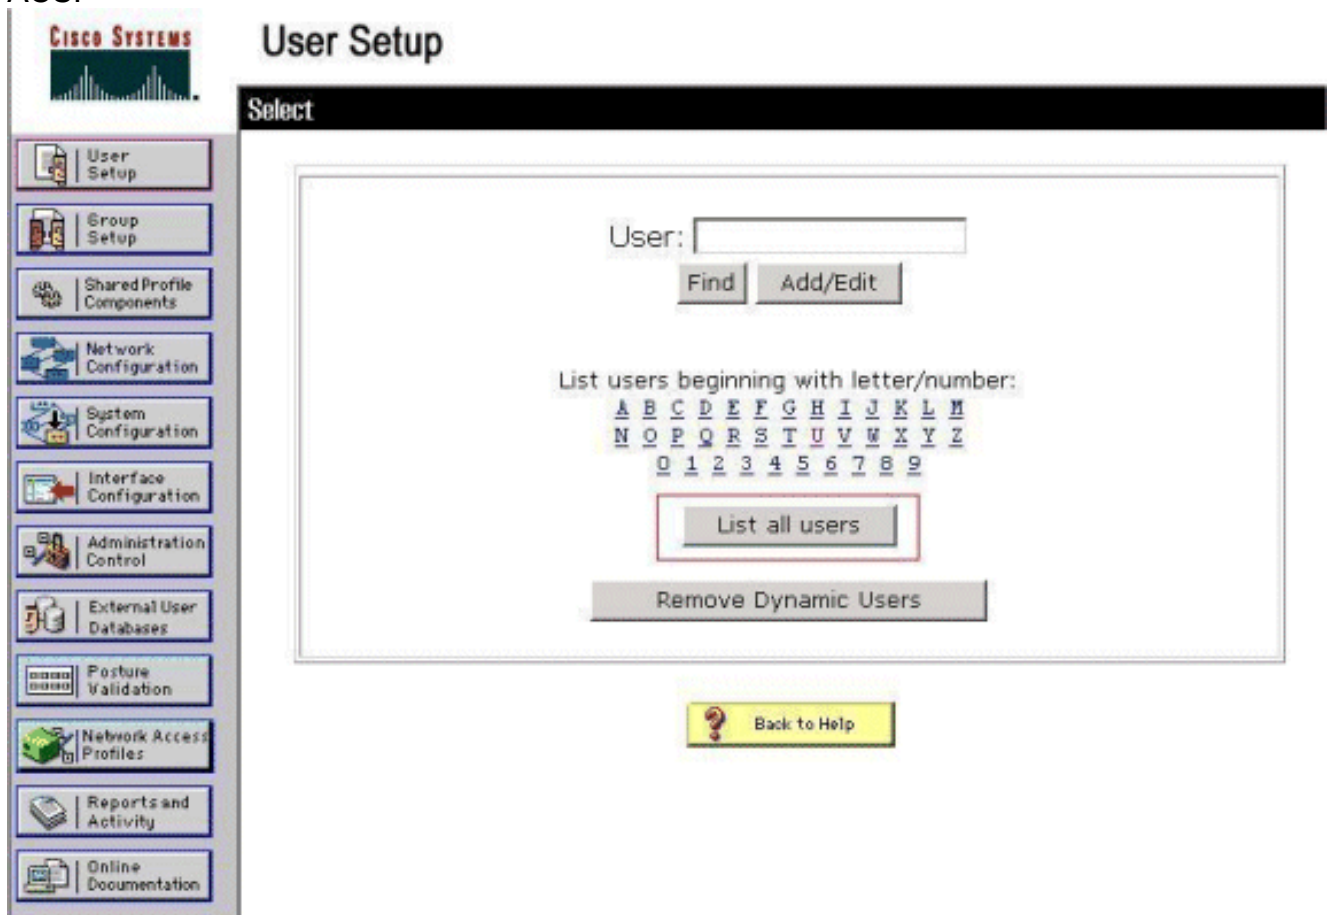 CISCO SYSTEMS
User Setup
Select
User
Setup
Group
Setup
Shared Profile
Components
Network
Configuration
System
Configuration
Interface
Configuration
Administration
Control
External User
Databases
Posture
Validation
Network Access
Profiles
Reports and
Activity
Online
Documentation
User:
Find Add/Edit
List users beginning with letter/number:
A B C D E F G H I J K L M
N O P Q R S T U V W X Y Z
0 1 2 3 4 5 6 7 8 9
List all users
Remove Dynamic Users
? Back to Help